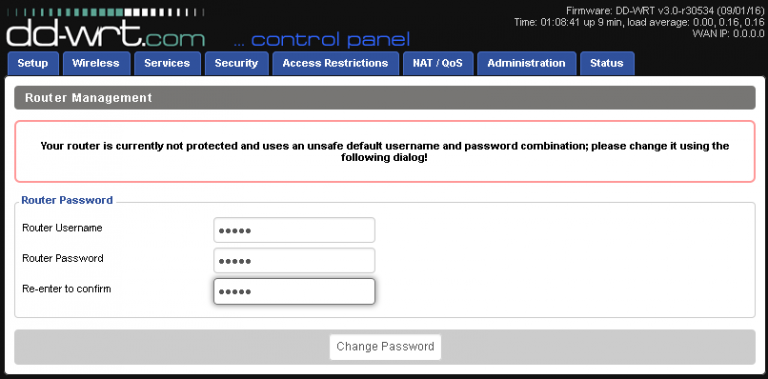 Firmware: DD-WRT v3.0-r30534 (09/01/16)
Time: 01:08:41 up 9 min, load average: 0.00, 0.16, 0.16
WAN IP: 0.0.0.0
dd-wrt.com ... control panel
Setup Wireless Services Security Access Restrictions NAT / QoS Administration Status
Router Management
Your router is currently not protected and uses an unsafe default username and password combination; please change it using the
following dialog!
Router Password
Router Username •••••
Router Password •••••
Re-enter to confirm •••••
Change Password